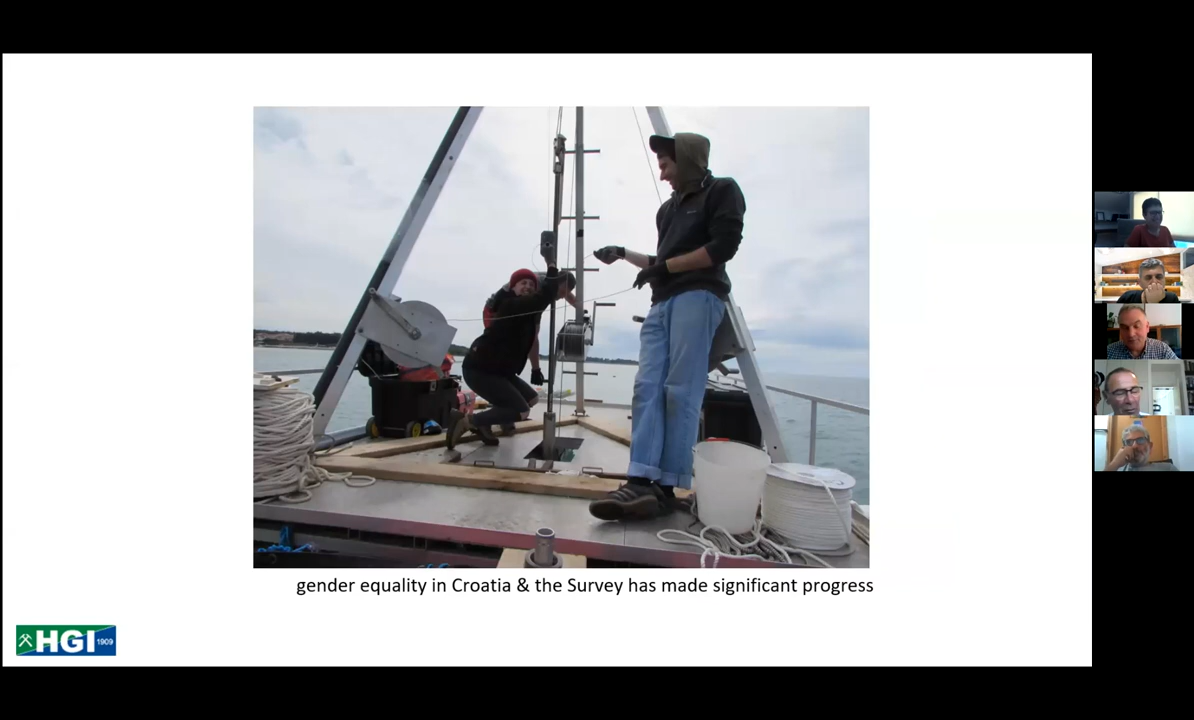 gender equality in Croatia & the Survey has made significant progress
HGI 1909